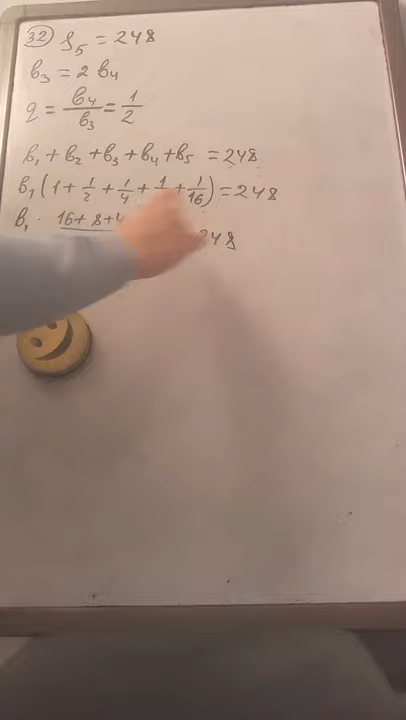 32 S₅ = 248
b₃ = 2 b₄
q = b₄/b₃ = 1/2
b₁ + b₂ + b₃ + b₄ + b₅ = 248
b₁ (1 + 1/2 + 1/4 + 1 + 1/16) = 248
b₁ · 16 + 8 + 4 248